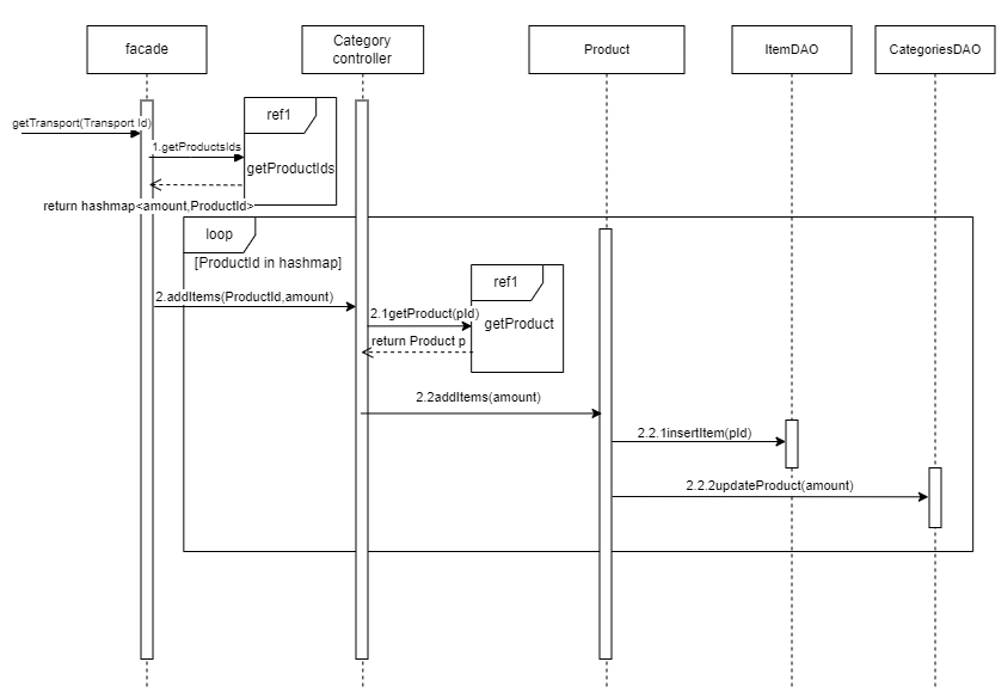 facade
Category
controller
Product
ItemDAO
CategoriesDAO
ref1
getTransport(Transport Id)
1.getProductsIds
getProductIds
return hashmap<amount,ProductId>
loop
[ProductId in hashmap]
ref1
2.addItems(ProductId,amount)
2.1getProduct(pId)
getProduct
return Product p
2.2addItems(amount)
2.2.1insertItem(pId)
2.2.2updateProduct(amount)